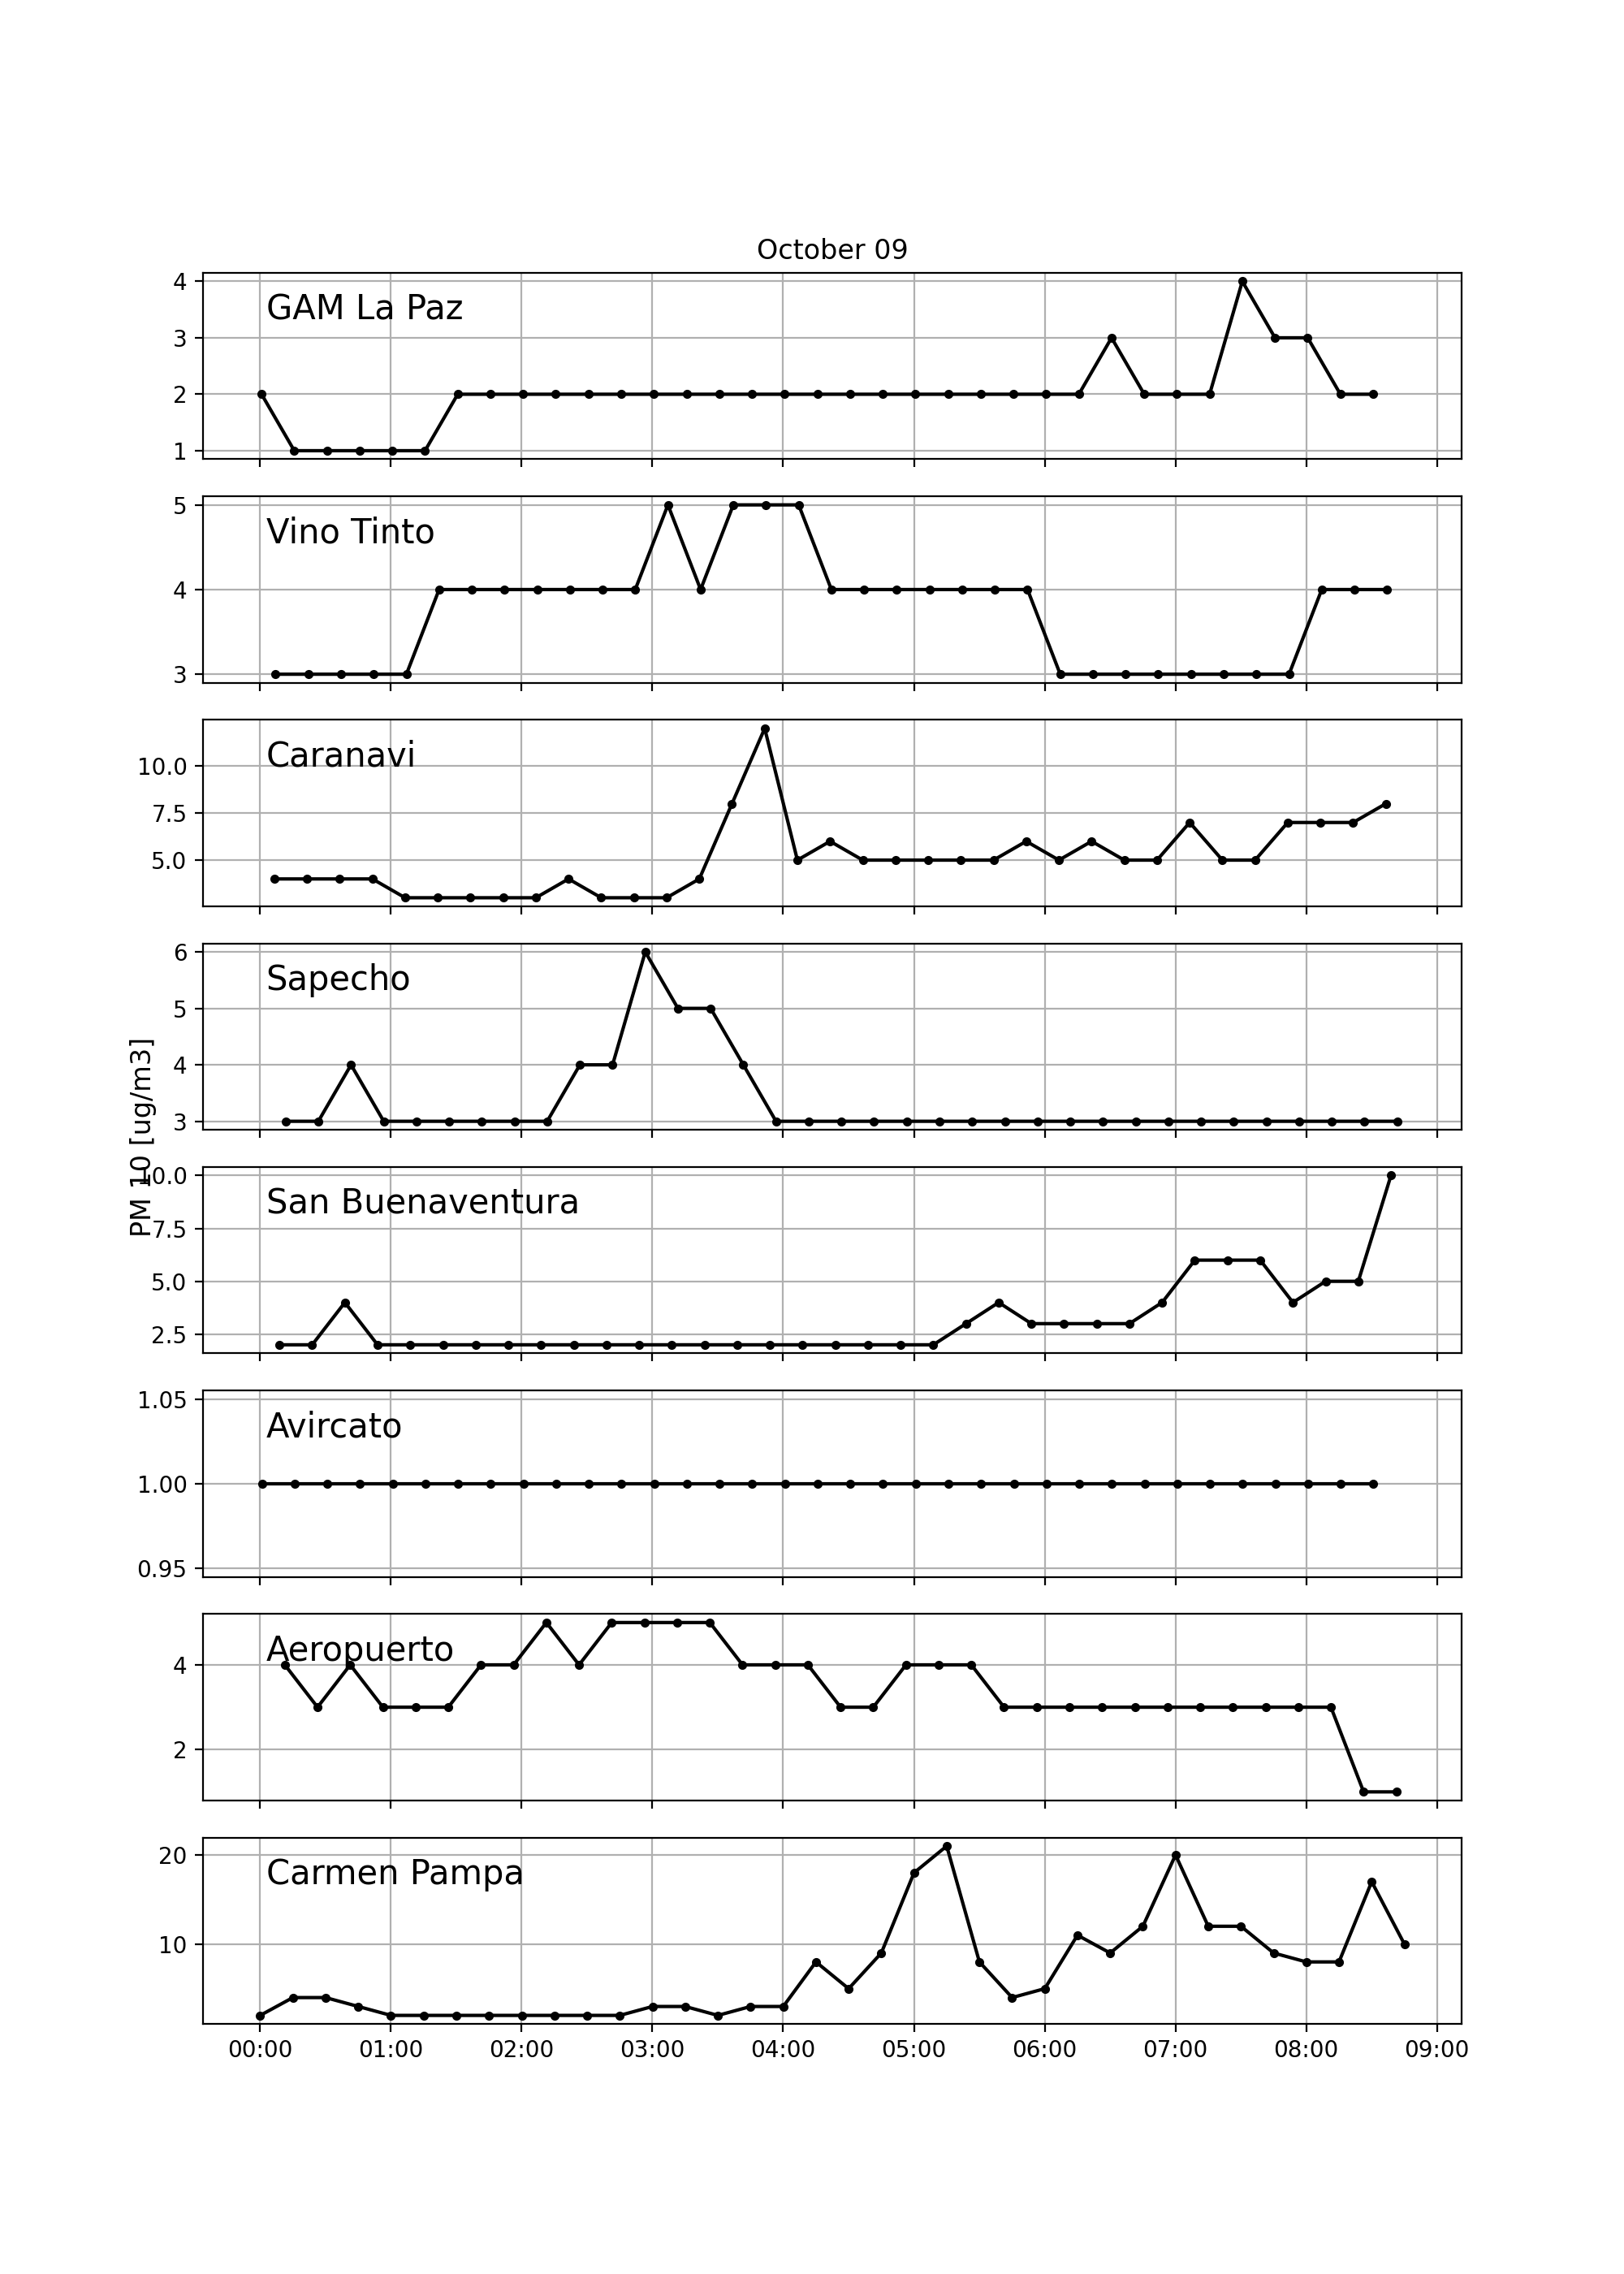 October 09
4
GAM La Paz
3
2
1
5
Vino Tinto
4
3
Caranavi
10.0
7.5
5.0
6
Sapecho
5
4
3
PM 10 [ug/m3]
10.0
San Buenaventura
7.5
5.0
2.5
1.05
Avircato
1.00
0.95
Aeropuerto
4
2
20
Carmen Pampa
10
00:00 01:00 02:00 03:00 04:00 05:00 06:00 07:00 08:00 09:00